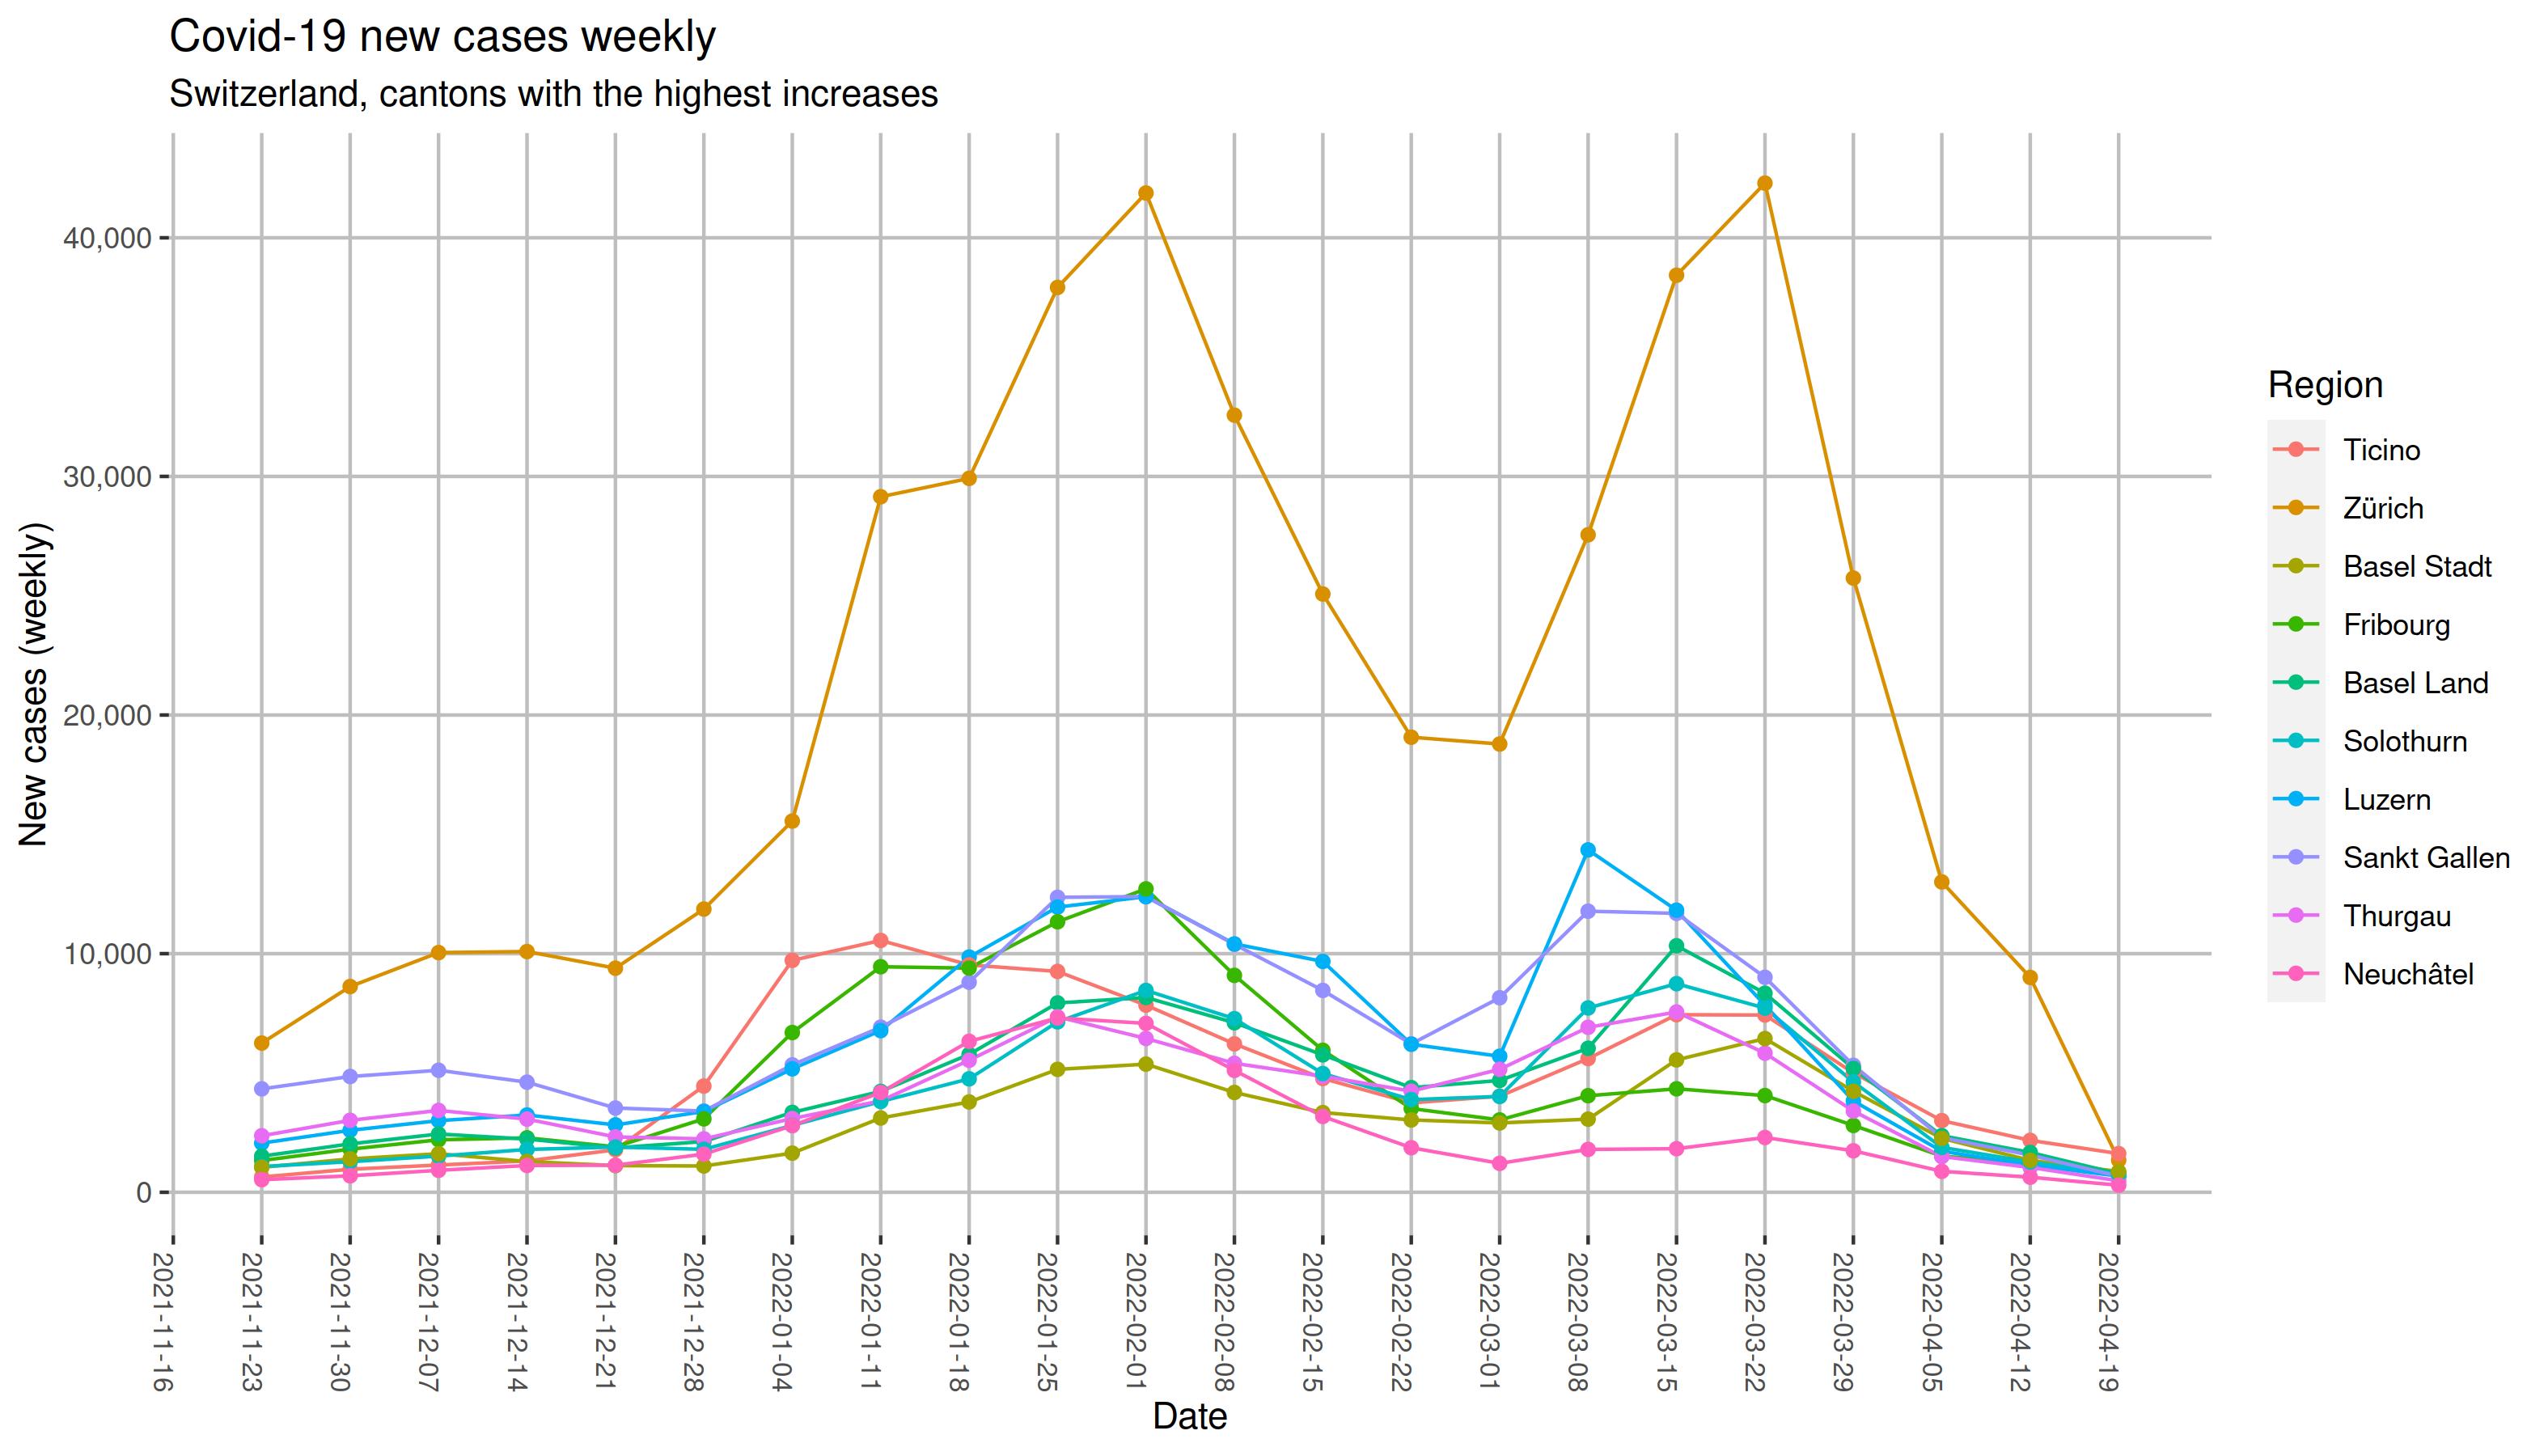 Covid-19 new cases weekly
Switzerland, cantons with the highest increases
New cases (weekly)
40,000
30,000
20,000
10,000
0
2021-11-16
2021-11-23
2021-11-30
2021-12-07
2021-12-14
2021-12-21
2021-12-28
2022-01-04
2022-01-11
2022-01-18
2022-01-25
2022-02-01
2022-02-08
2022-02-15
2022-02-22
2022-03-01
2022-03-08
2022-03-15
2022-03-22
2022-03-29
2022-04-05
2022-04-12
2022-04-19
Date
Region
Ticino
Zürich
Basel Stadt
Fribourg
Basel Land
Solothurn
Luzern
Sankt Gallen
Thurgau
Neuchâtel